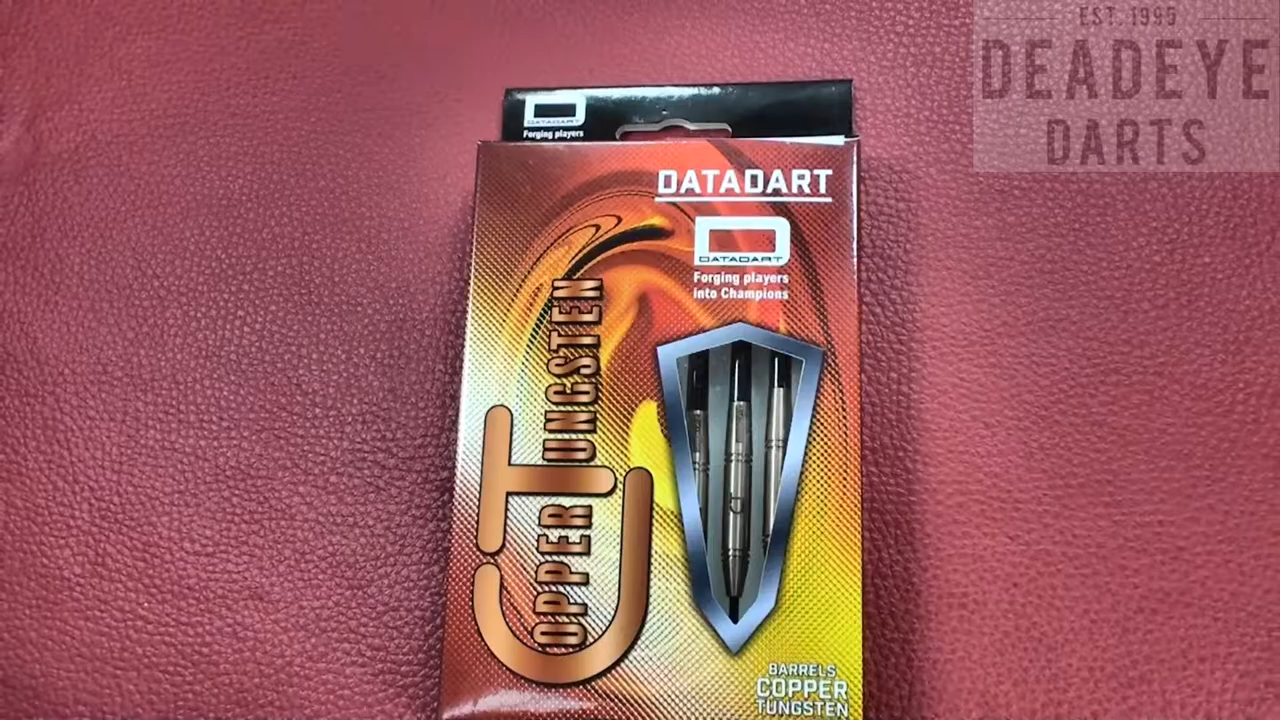 EST. 1995
DEADEYE
DARTS
DATADART
Forging players
DATADART
DATADART
Forging players
into Champions
COPPER TUNGSTEN
BARRELS
COPPER
TUNGSTEN